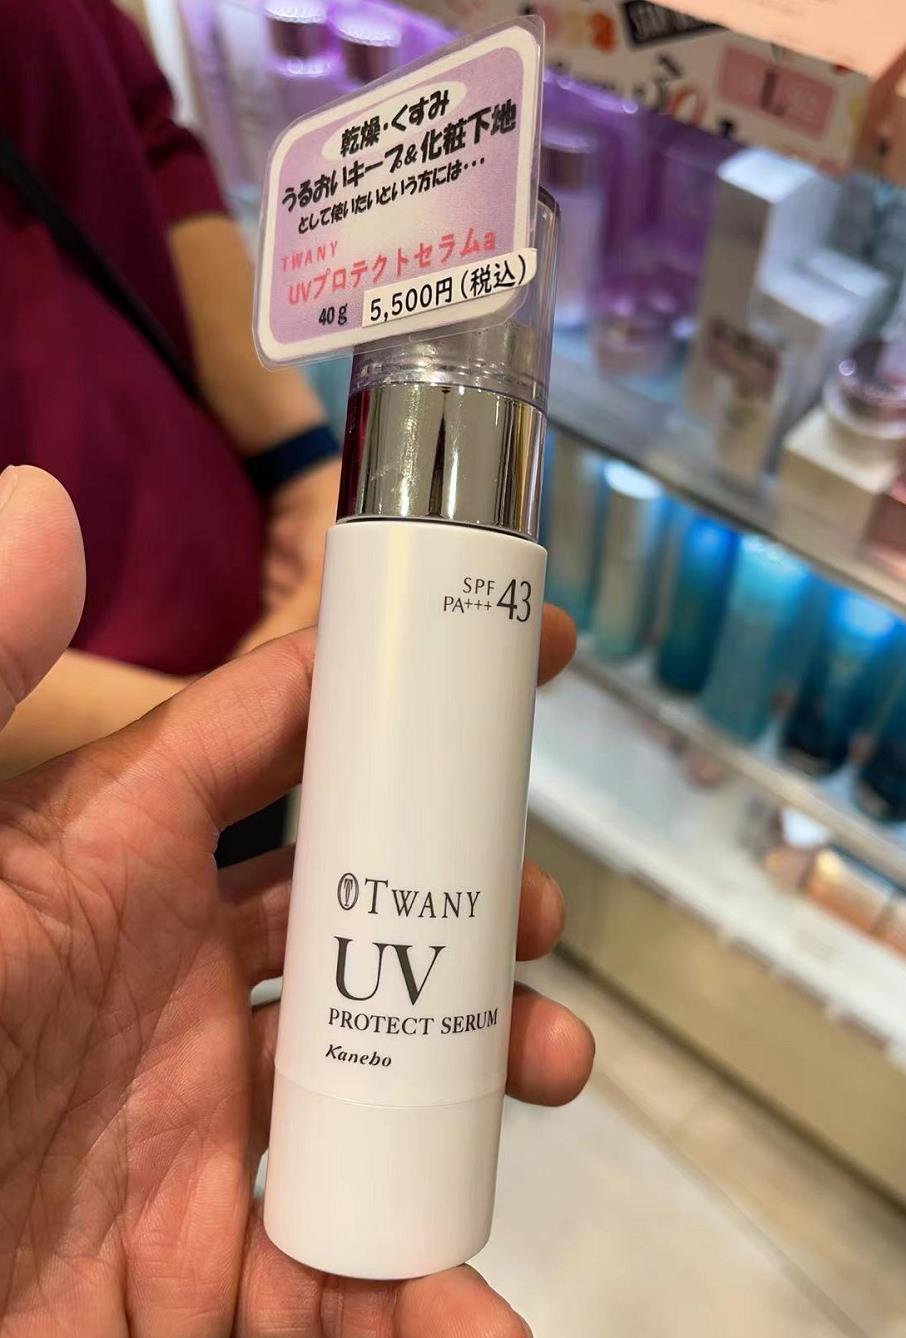 乾燥・くすみ
うるおいキープ&化粧下地
として使いたいという方には…
TWANY
UVプロテクトセラムa
40g 5,500円(税込)
SPF
PA+++ 43
TWANY
UV
PROTECT SERUM
Kanebo